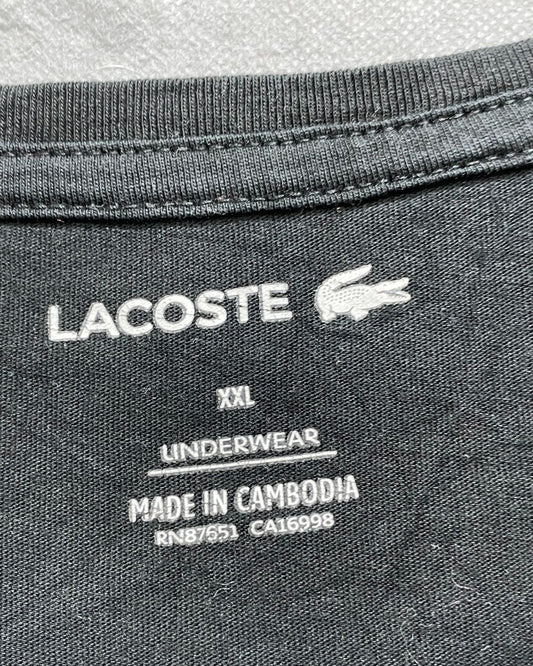 LACOSTE
XXL
UNDERWEAR
MADE IN CAMBODIA
RN87651 CA16998